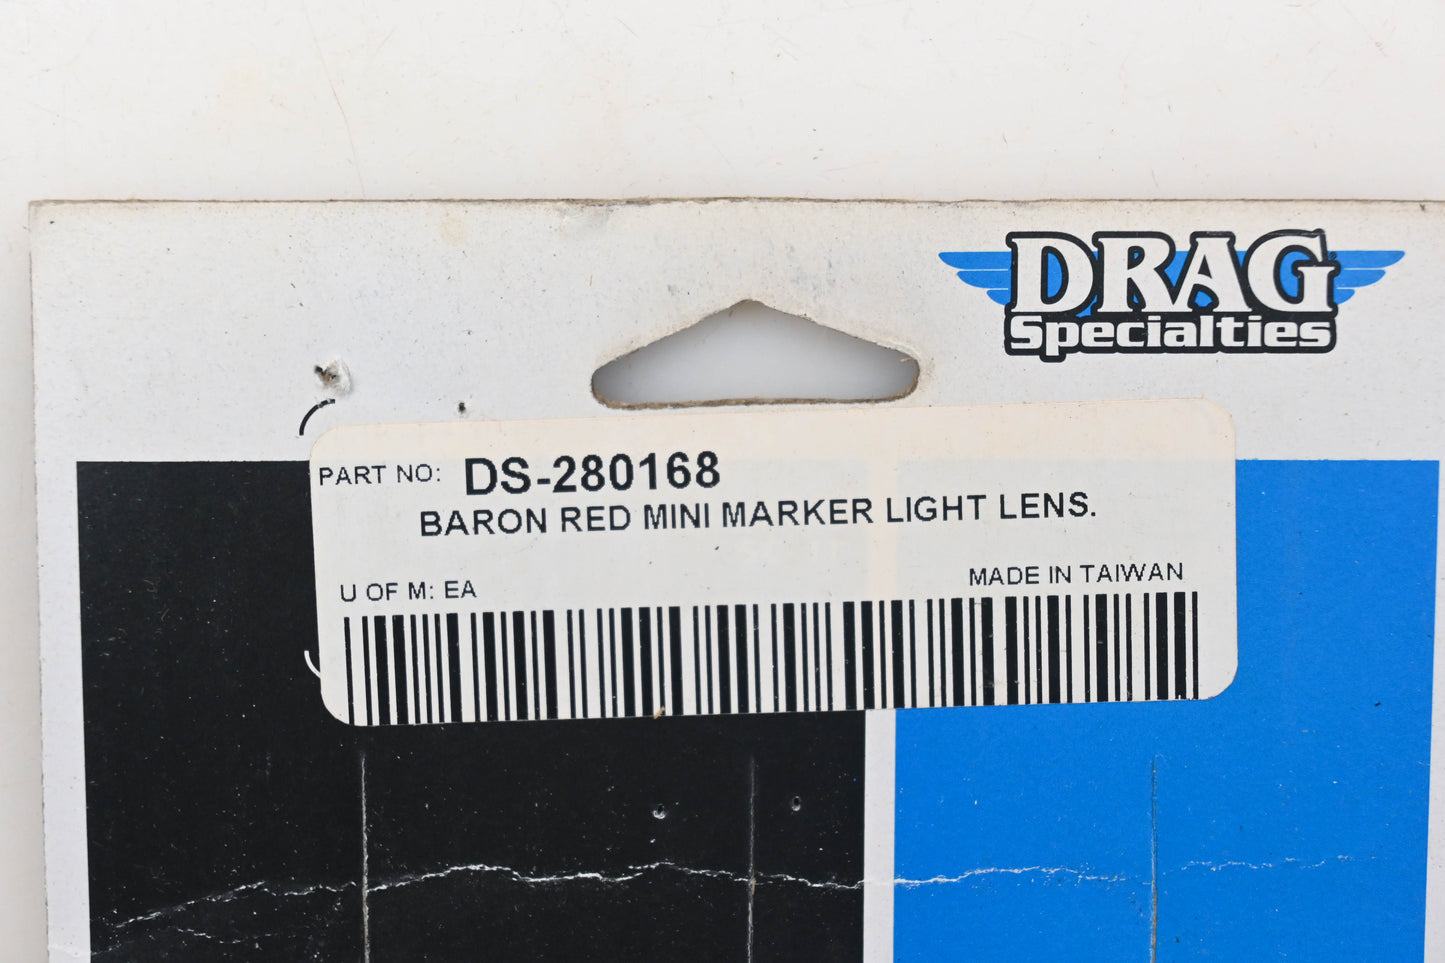 DRAG
Specialties
PART NO: DS-280168
BARON RED MINI MARKER LIGHT LENS.
U OF M: EA
MADE IN TAIWAN